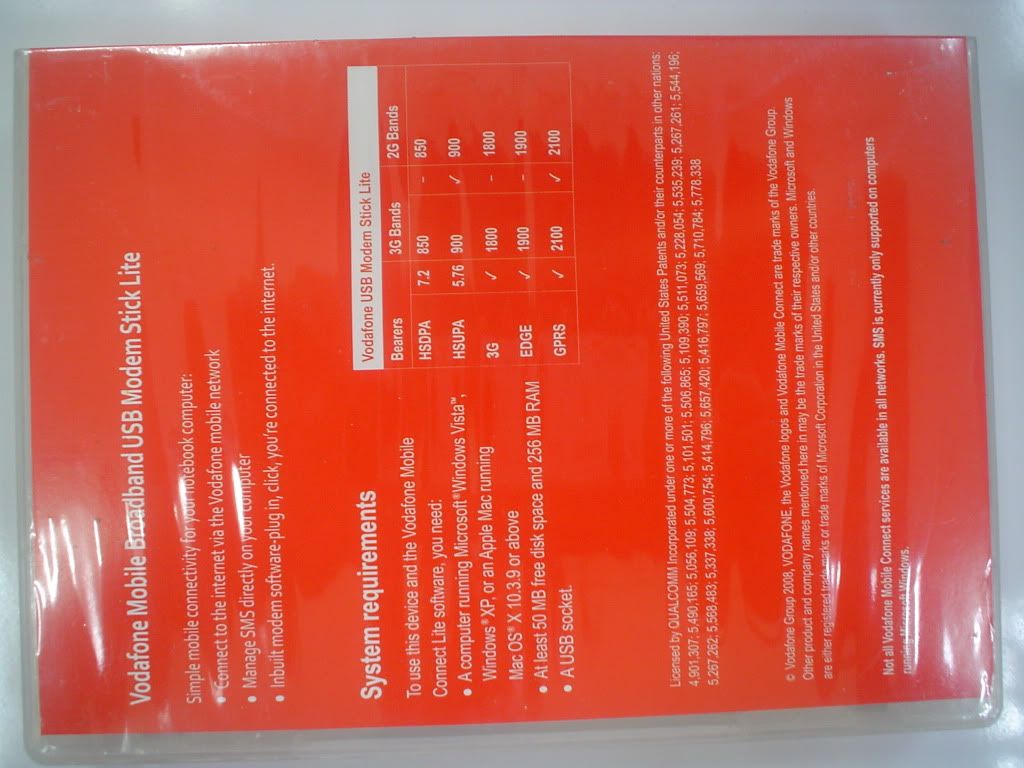 Vodafone Mobile Broadband USB Modem Stick Lite
Simple mobile connectivity for your notebook computer:
• Connect to the internet via the Vodafone mobile network
• Manage SMS directly on your computer
• Inbuilt modem software-plug in, click, you're connected to the internet.
System requirements
To use this device and the Vodafone Mobile
Connect Lite software, you need:
• A computer running Microsoft® Windows Vista™,
Windows® XP, or an Apple Mac running
Mac OS® X 10.3.9 or above
• At least 50 MB free disk space and 256 MB RAM
• A USB socket.
Vodafone USB Modem Stick Lite
Bearers 3G Bands 2G Bands
HSDPA 7.2 850 – 850
HSUPA 5.76 900 ✓ 900
3G ✓ 1800 – 1800
EDGE ✓ 1900 – 1900
GPRS ✓ 2100 ✓ 2100
Licensed by QUALCOMM Incorporated under one or more of the following United States Patents and/or their counterparts in other nations:
4,901,307; 5,490,165; 5,056,109; 5,504,773; 5,101,501; 5,506,865; 5,109,390; 5,511,073; 5,228,054; 5,535,239; 5,267,261; 5,544,196;
5,267,262; 5,568,483; 5,337,338; 5,600,754; 5,414,796; 5,657,420; 5,416,797; 5,659,569; 5,710,784; 5,778,338
© Vodafone Group 2008, VODAFONE, the Vodafone logos and Vodafone Mobile Connect are trade marks of the Vodafone Group.
Other product and company names mentioned here in may be the trade marks of their respective owners. Microsoft and Windows
are either registered trade marks or trade marks of Microsoft Corporation in the United States and/or other countries.
Not all Vodafone Mobile Connect services are available in all networks. SMS is currently only supported on computers
running Microsoft Windows.